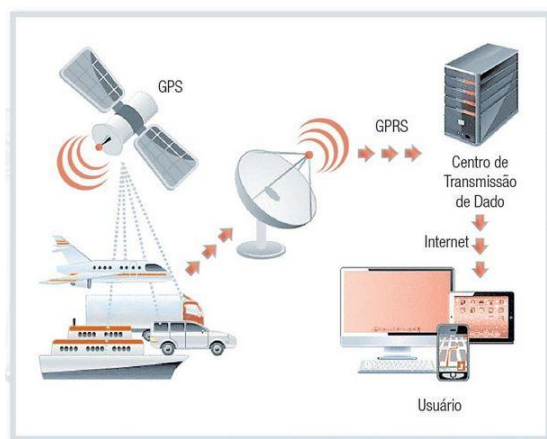 GPS
GPRS
Centro de
Transmissão
de Dado
Internet
Usuário